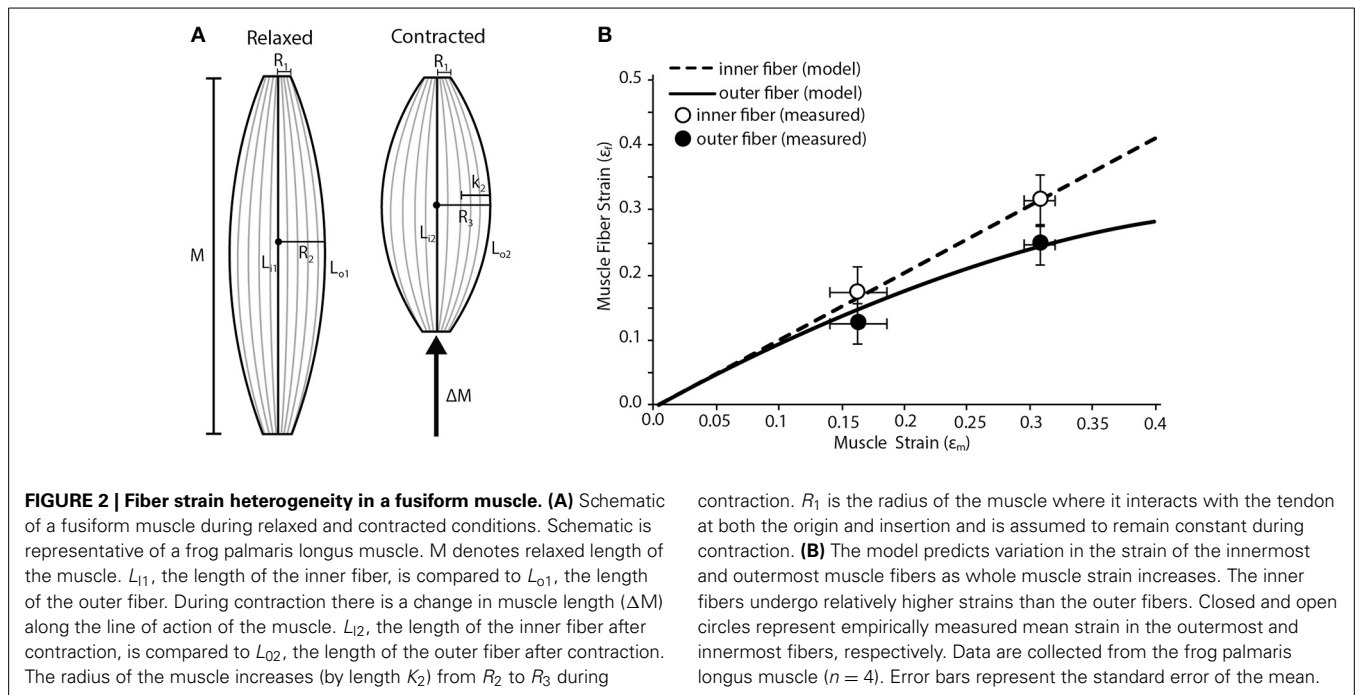 A
Relaxed
Contracted
R1
R1
M
Li1
R2
Lo1
k2
R3
Li2
Lo2
ΔM
B
inner fiber (model)
outer fiber (model)
inner fiber (measured)
outer fiber (measured)
Muscle Fiber Strain (εf)
0.5
0.4
0.3
0.2
0.1
0.0
0.0 0.05 0.1 0.15 0.2 0.25 0.3 0.35 0.4
Muscle Strain (εm)
FIGURE 2 | Fiber strain heterogeneity in a fusiform muscle. (A) Schematic
of a fusiform muscle during relaxed and contracted conditions. Schematic is
representative of a frog palmaris longus muscle. M denotes relaxed length of
the muscle. LI1, the length of the inner fiber, is compared to Lo1, the length
of the outer fiber. During contraction there is a change in muscle length (ΔM)
along the line of action of the muscle. LI2, the length of the inner fiber after
contraction, is compared to L02, the length of the outer fiber after contraction.
The radius of the muscle increases (by length K2) from R2 to R3 during
contraction. R1 is the radius of the muscle where it interacts with the tendon
at both the origin and insertion and is assumed to remain constant during
contraction. (B) The model predicts variation in the strain of the innermost
and outermost muscle fibers as whole muscle strain increases. The inner
fibers undergo relatively higher strains than the outer fibers. Closed and open
circles represent empirically measured mean strain in the outermost and
innermost fibers, respectively. Data are collected from the frog palmaris
longus muscle (n = 4). Error bars represent the standard error of the mean.